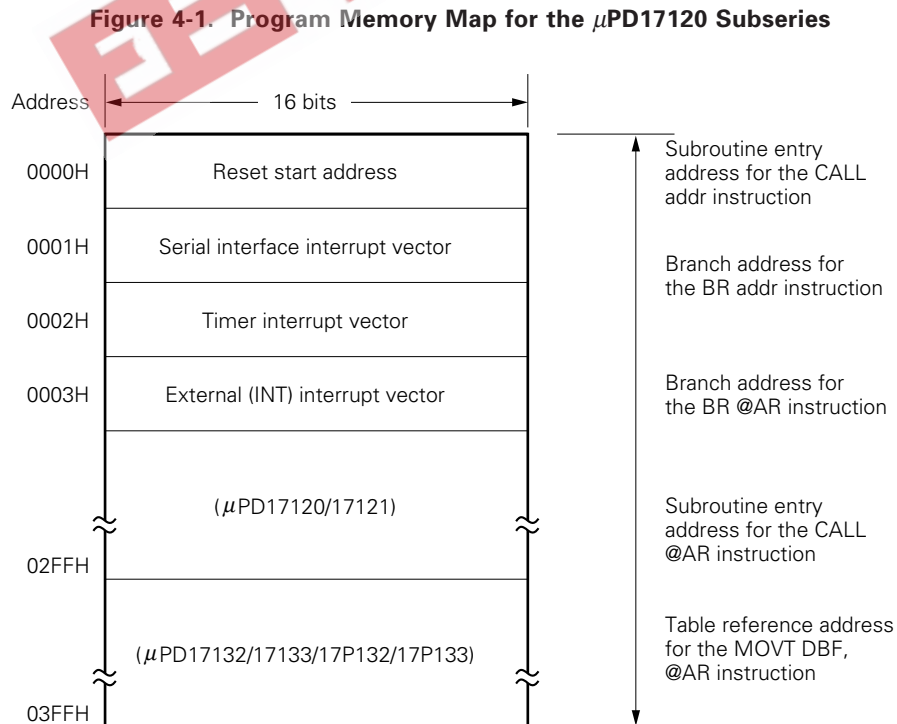 Figure 4-1. Program Memory Map for the μPD17120 Subseries
Address
16 bits
0000H
Reset start address
0001H
Serial interface interrupt vector
0002H
Timer interrupt vector
0003H
External (INT) interrupt vector
(μPD17120/17121)
02FFH
(μPD17132/17133/17P132/17P133)
03FFH
Subroutine entry
address for the CALL
addr instruction
Branch address for
the BR addr instruction
Branch address for
the BR @AR instruction
Subroutine entry
address for the CALL
@AR instruction
Table reference address
for the MOVT DBF,
@AR instruction